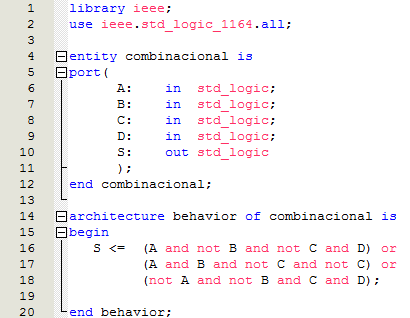 1 library ieee;
2 use ieee.std_logic_1164.all;
3
4 entity combinacional is
5 port(
6 A: in std_logic;
7 B: in std_logic;
8 C: in std_logic;
9 D: in std_logic;
10 S: out std_logic
11 );
12 end combinacional;
13
14 architecture behavior of combinacional is
15 begin
16 S <= (A and not B and not C and D) or
17 (A and B and not C and not C) or
18 (not A and not B and C and D);
19
20 end behavior;